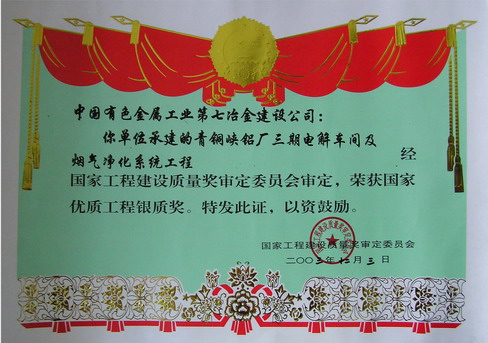 中国有色金属工业第七冶金建设公司：
你单位承建的青铜峡铝厂三期电解车间及
烟气净化系统工程 经
国家工程建设质量奖审定委员会审定，荣获国家
优质工程银质奖。特发此证，以资鼓励。
国家工程建设质量奖审定委员会
二〇〇三年十二月三日